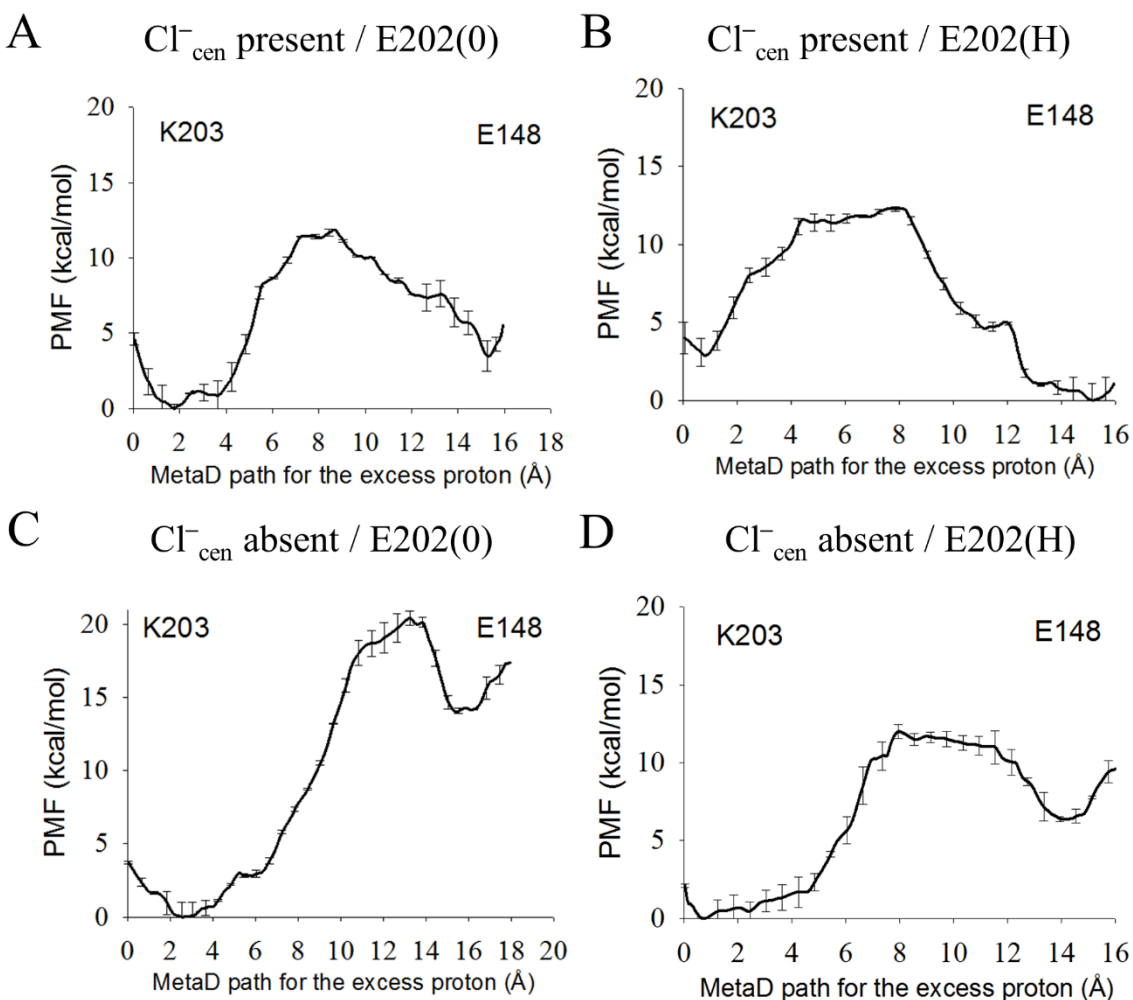 A
Cl⁻cen present / E202(0)
PMF (kcal/mol)
20
15
10
5
0
K203
E148
0 2 4 6 8 10 12 14 16 18
MetaD path for the excess proton (Å)
B
Cl⁻cen present / E202(H)
PMF (kcal/mol)
20
15
10
5
0
K203
E148
0 2 4 6 8 10 12 14 16
MetaD path for the excess proton (Å)
C
Cl⁻cen absent / E202(0)
PMF (kcal/mol)
20
15
10
5
0
K203
E148
0 2 4 6 8 10 12 14 16 18 20
MetaD path for the excess proton (Å)
D
Cl⁻cen absent / E202(H)
PMF (kcal/mol)
20
15
10
5
0
K203
E148
0 2 4 6 8 10 12 14 16
MetaD path for the excess proton (Å)